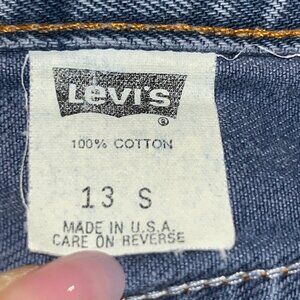 Levi's
®
100% COTTON
13 S
MADE IN U.S.A.
CARE ON REVERSE